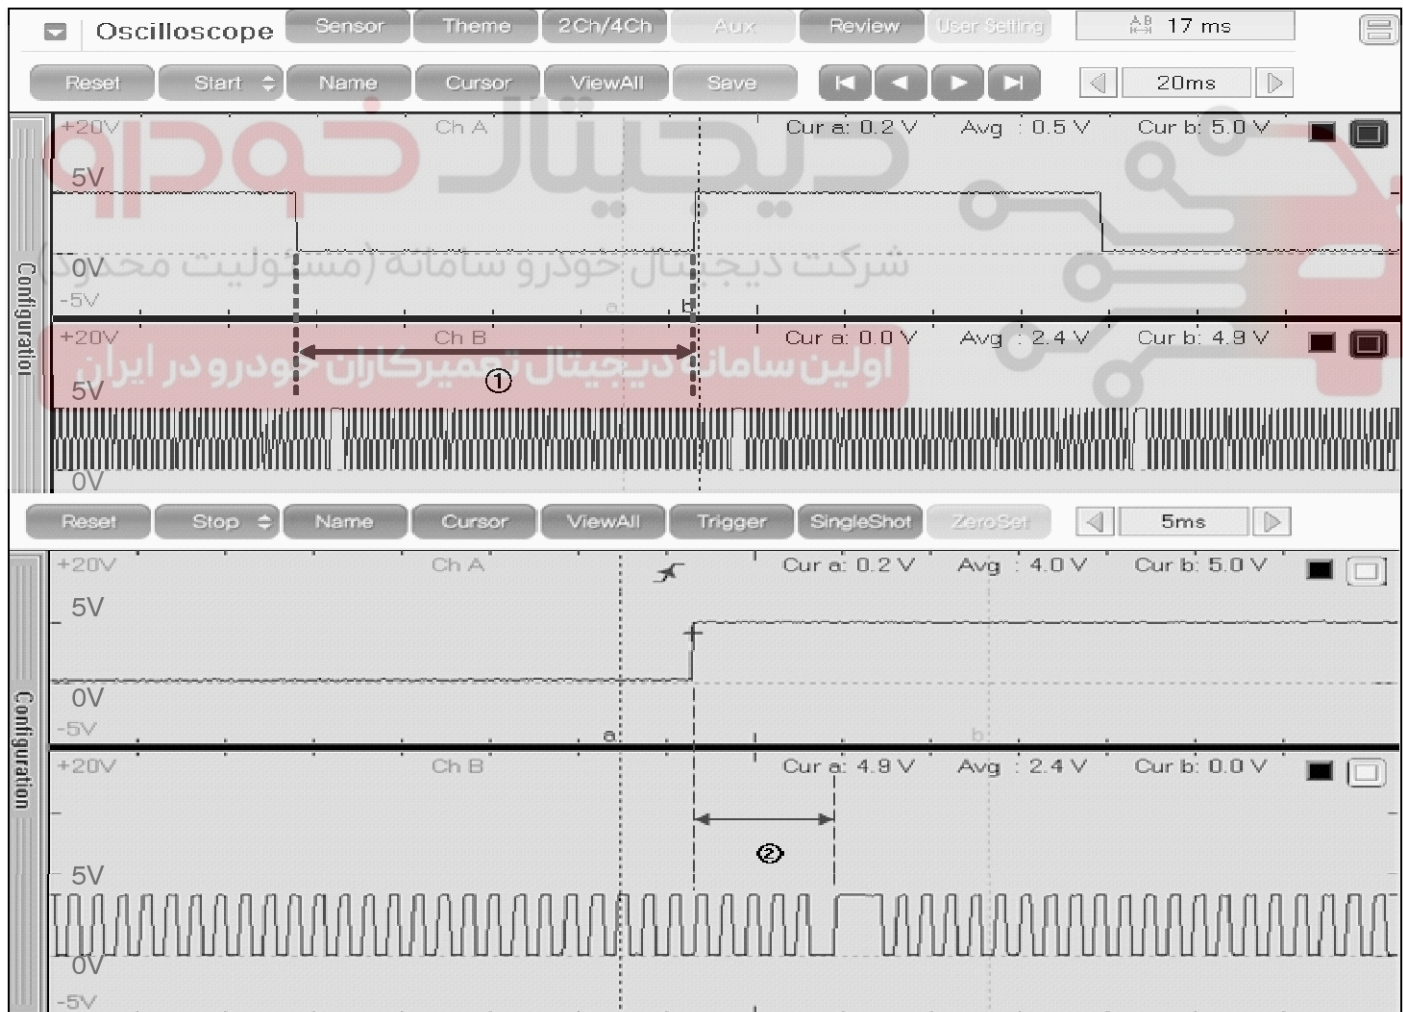 Oscilloscope Sensor Theme 2Ch/4Ch Aux Review User Setting A B 17 ms
Reset Start Name Cursor ViewAll Save 20ms
+20V Ch A Cur a: 0.2 V Avg : 0.5 V Cur b: 5.0 V
دیجیتال خودرو
5V
شرکت دیجیتال خودرو سامانه (مسئولیت محدود)
0V
-5V a b
+20V Ch B Cur a: 0.0 V Avg : 2.4 V Cur b: 4.9 V
اولین سامانه دیجیتال تعمیرکاران خودرو در ایران
①
5V
0V
Configuration
Reset Stop Name Cursor ViewAll Trigger SingleShot ZeroSet 5ms
+20V Ch A Cur a: 0.2 V Avg : 4.0 V Cur b: 5.0 V
5V
0V
-5V a b
+20V Ch B Cur a: 4.9 V Avg : 2.4 V Cur b: 0.0 V
②
5V
0V
-5V
Configuration